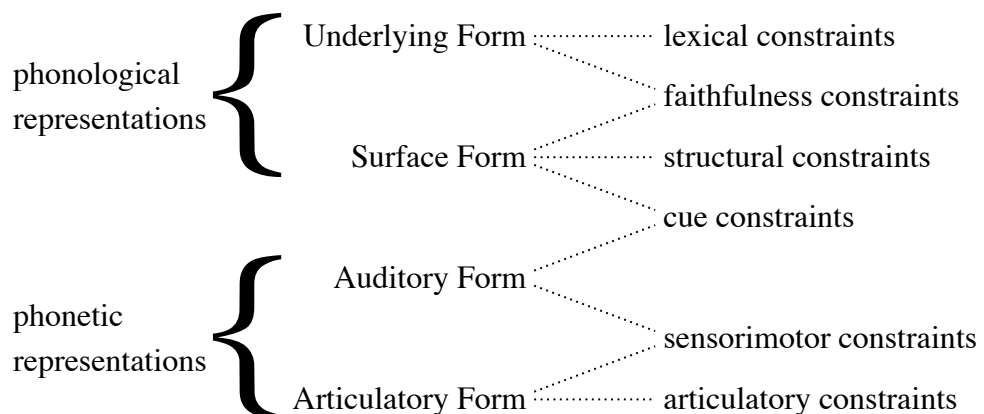 Underlying Form
lexical constraints
phonological
representations
faithfulness constraints
Surface Form
structural constraints
cue constraints
Auditory Form
phonetic
representations
sensorimotor constraints
Articulatory Form
articulatory constraints